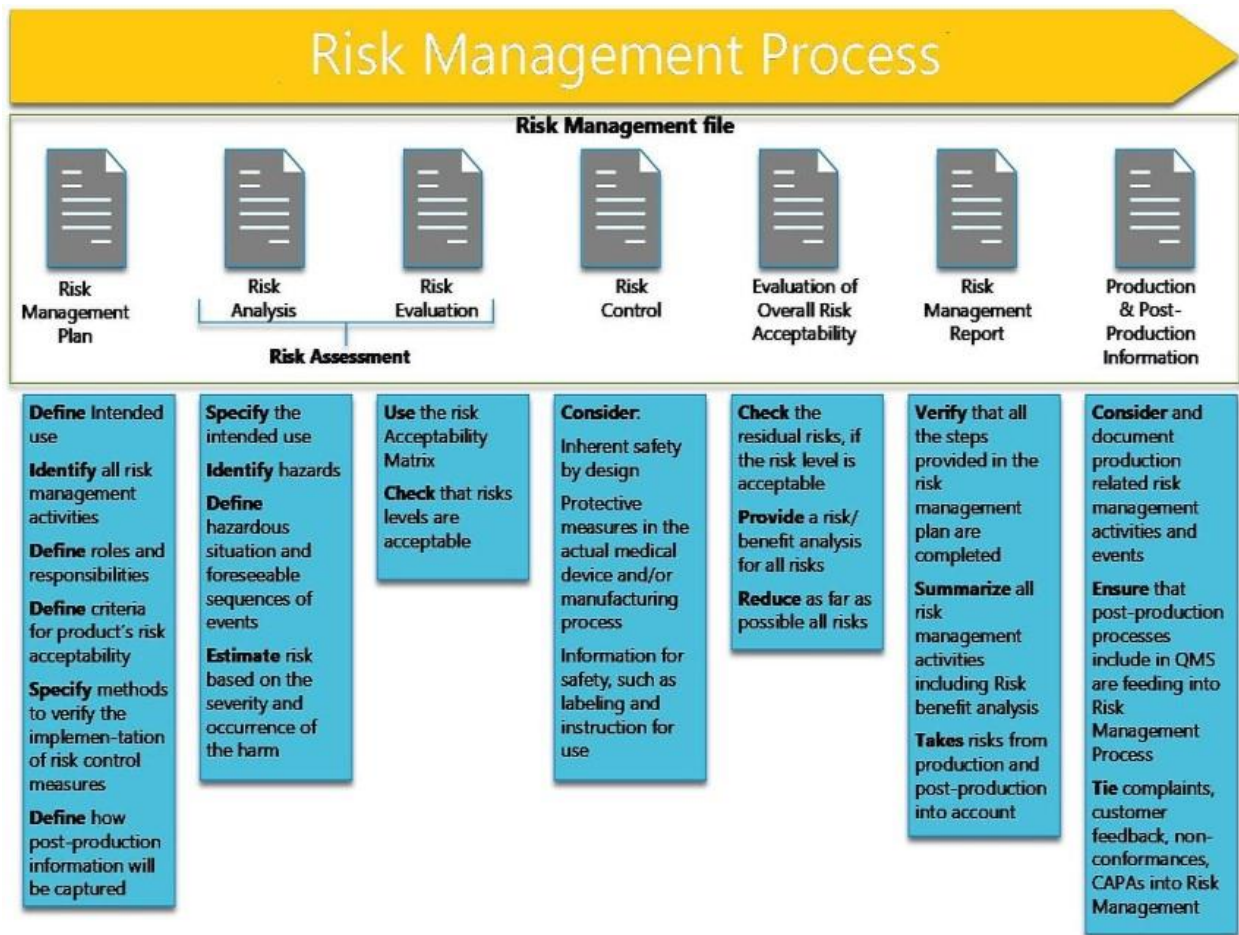 Risk Management Process
Risk Management file
Risk
Management
Plan
Risk
Analysis
Risk
Evaluation
Risk Assessment
Risk
Control
Evaluation of
Overall Risk
Acceptability
Risk
Management
Report
Production
& Post-
Production
Information
Define Intended
use
Identify all risk
management
activities
Define roles and
responsibilities
Define criteria
for product's risk
acceptability
Specify methods
to verify the
implemen-tation
of risk control
measures
Define how
post-production
information will
be captured
Specify the
intended use
Identify hazards
Define
hazardous
situation and
foreseeable
sequences of
events
Estimate risk
based on the
severity and
occurrence of
the harm
Use the risk
Acceptability
Matrix
Check that risks
levels are
acceptable
Consider:
Inherent safety
by design
Protective
measures in the
actual medical
device and/or
manufacturing
process
Information for
safety, such as
labeling and
instruction for
use
Check the
residual risks, if
the risk level is
acceptable
Provide a risk/
benefit analysis
for all risks
Reduce as far as
possible all risks
Verify that all
the steps
provided in the
risk
management
plan are
completed
Summarize all
risk
management
activities
including Risk
benefit analysis
Takes risks from
production and
post-production
into account
Consider and
document
production
related risk
management
activities and
events
Ensure that
post-production
processes
include in QMS
are feeding into
Risk
Management
Process
Tie complaints,
customer
feedback, non-
conformances,
CAPAs into Risk
Management